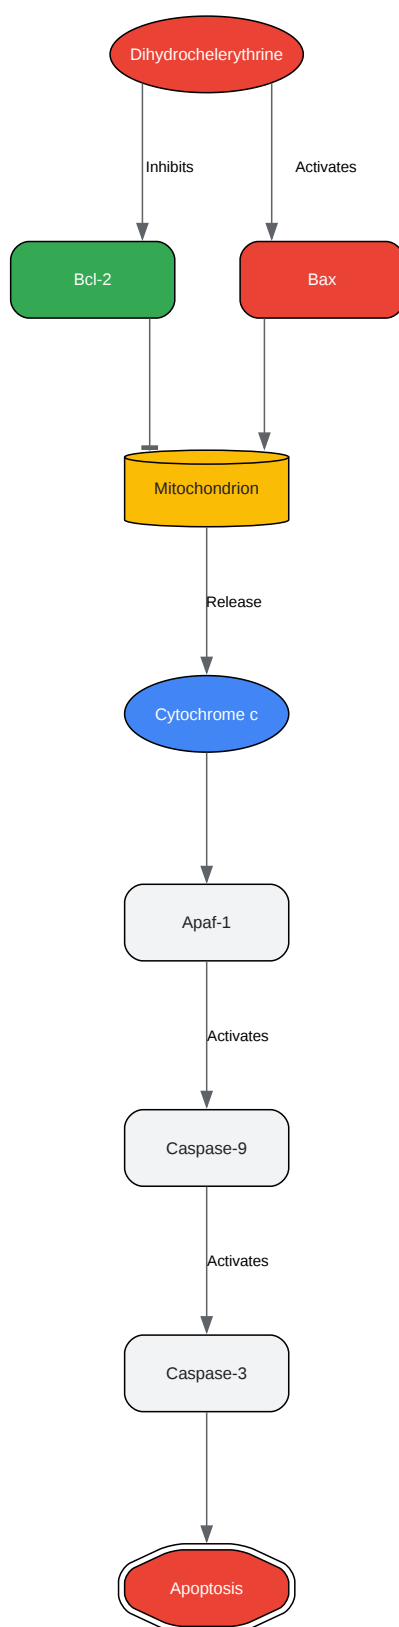 Dihydrochelerythrine
Inhibits
Activates
Bcl-2
Bax
Mitochondrion
Release
Cytochrome c
Apaf-1
Activates
Caspase-9
Activates
Caspase-3
Apoptosis